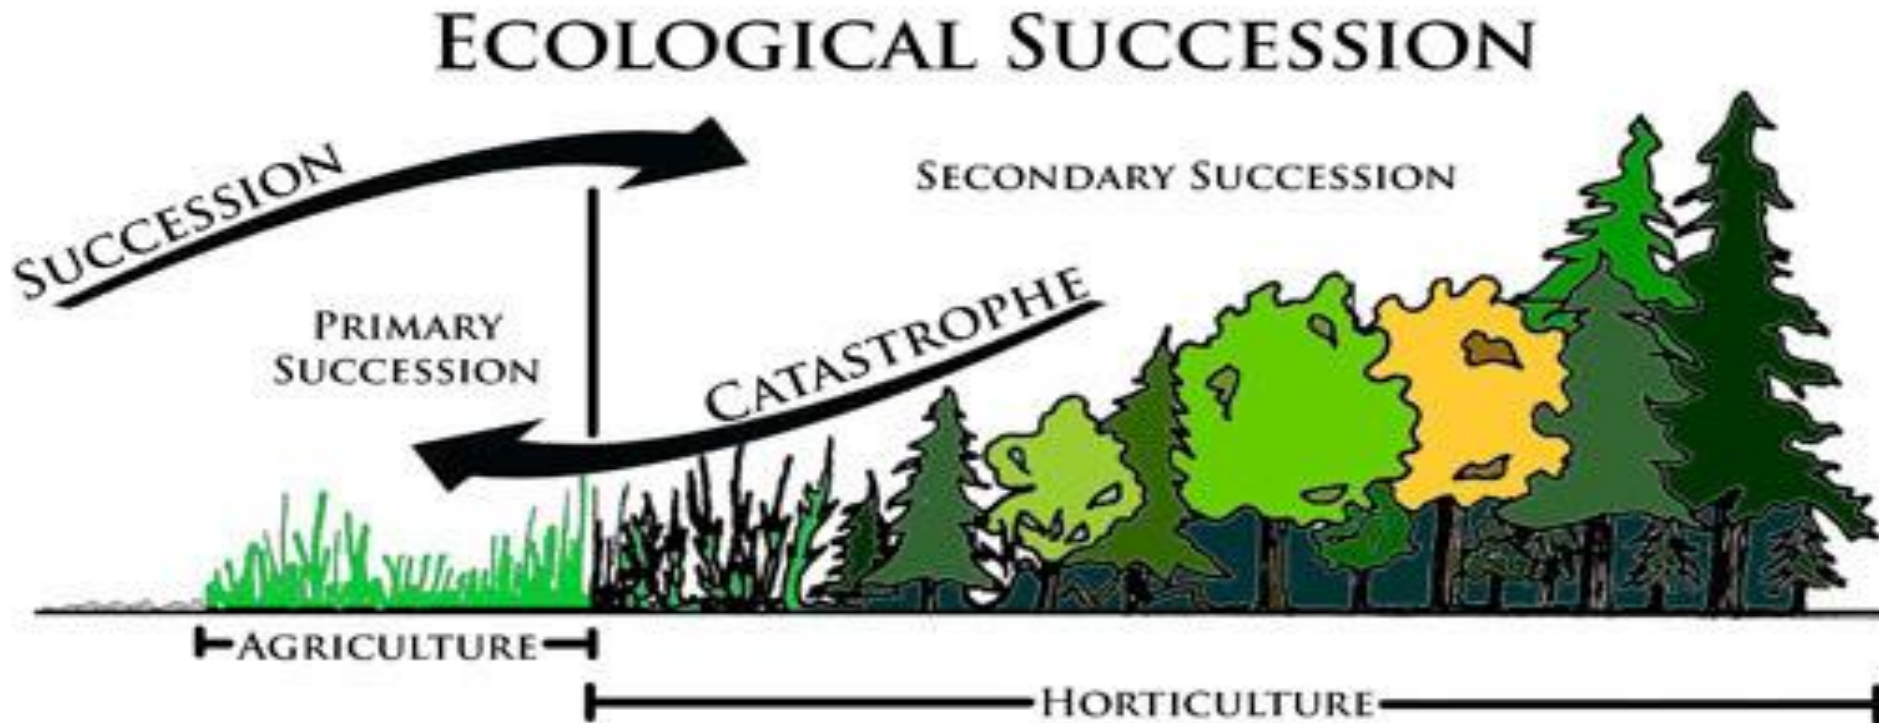 ECOLOGICAL SUCCESSION
SUCCESSION
SECONDARY SUCCESSION
PRIMARY
SUCCESSION
CATASTROPHE
AGRICULTURE
HORTICULTURE